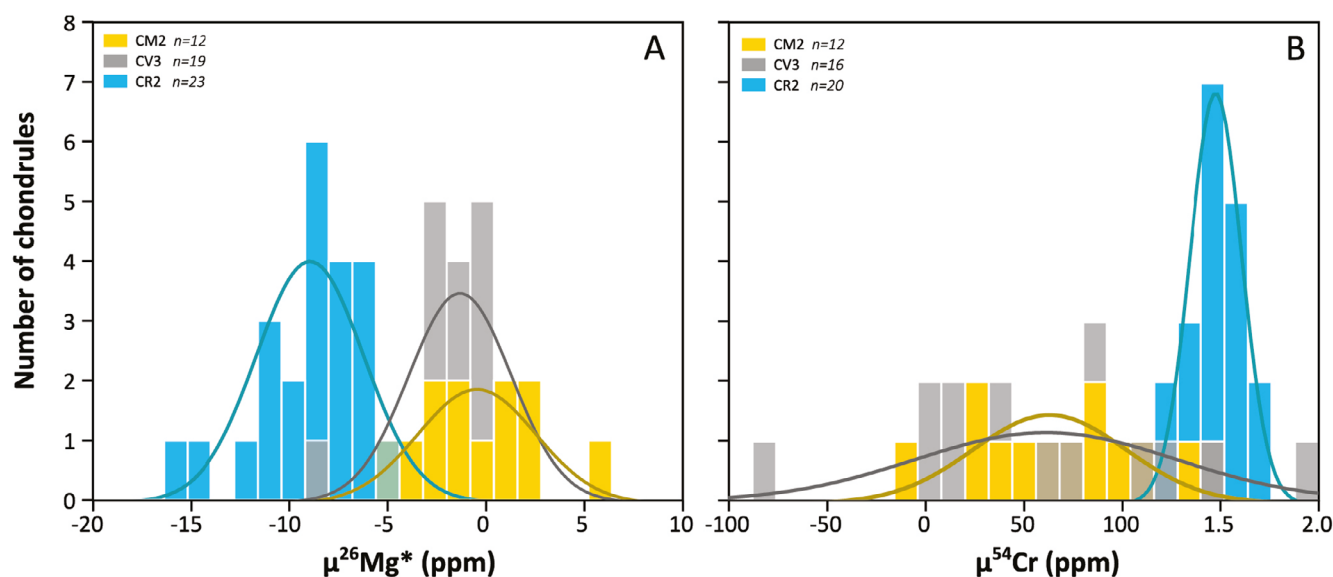 A
CM2 n=12
CV3 n=19
CR2 n=23
Number of chondrules
8
7
6
5
4
3
2
1
0
-20 -15 -10 -5 0 5 10
μ²⁶Mg* (ppm)
B
CM2 n=12
CV3 n=16
CR2 n=20
-100 -50 0 50 100 1.5 2.0
μ⁵⁴Cr (ppm)